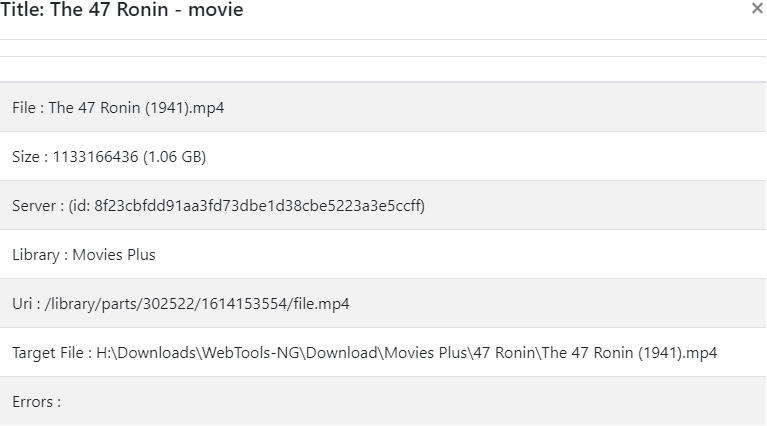 Title: The 47 Ronin - movie
×
File : The 47 Ronin (1941).mp4
Size : 1133166436 (1.06 GB)
Server : (id: 8f23cbfdd91aa3fd73dbe1d38cbe5223a3e5ccff)
Library : Movies Plus
Uri : /library/parts/302522/1614153554/file.mp4
Target File : H:\Downloads\WebTools-NG\Download\Movies Plus\47 Ronin\The 47 Ronin (1941).mp4
Errors :